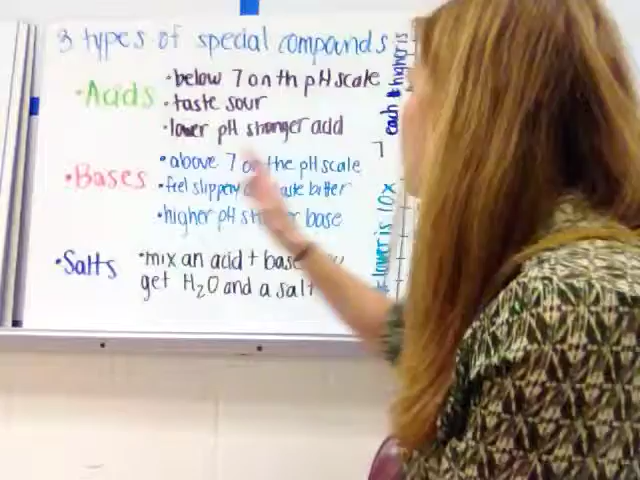 3 types of special compounds
• Acids
• below 7 on th pH scale
• taste sour
• lower pH stronger acid
• Bases
• above 7 on the pH scale
• feel slippery taste bitter
• higher pH base
• Salts
• mix an acid + base
get H₂O and a salt
each # higher is
7
# lower is 10x